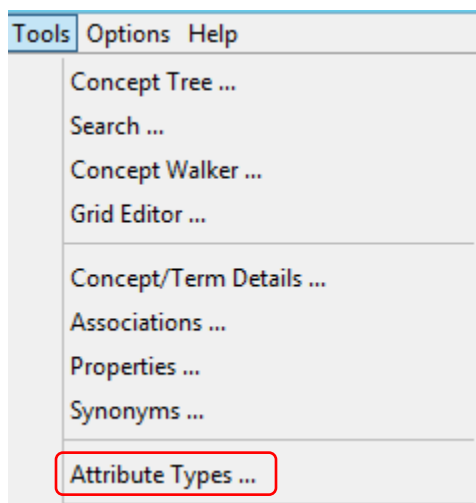 Tools Options Help
Concept Tree ...
Search ...
Concept Walker ...
Grid Editor ...
Concept/Term Details ...
Associations ...
Properties ...
Synonyms ...
Attribute Types ...